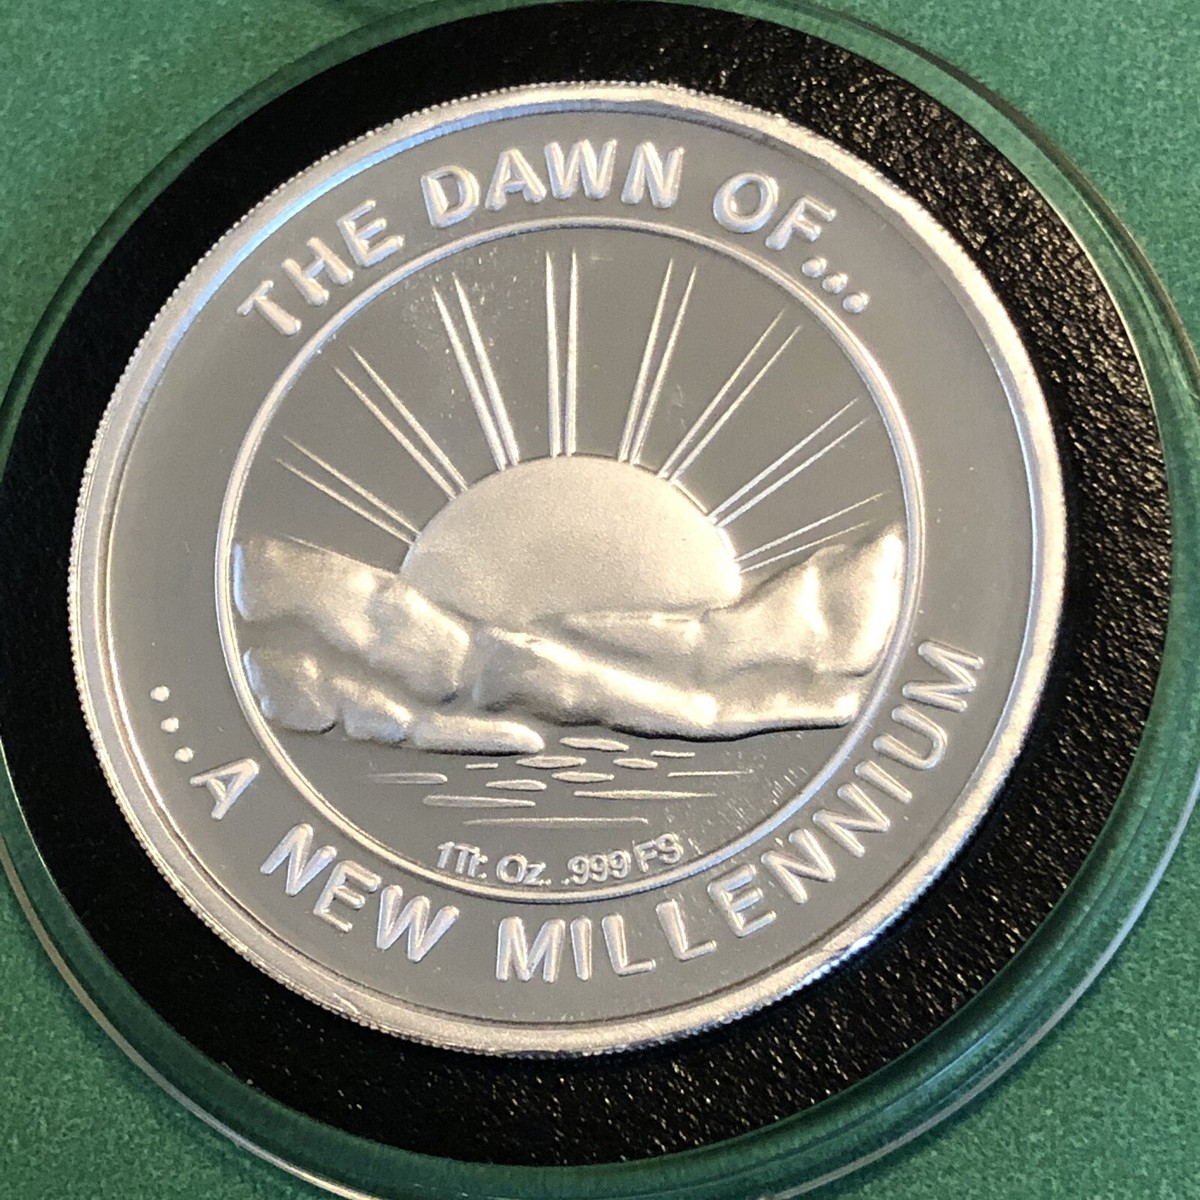 THE DAWN OF...
...A NEW MILLENNIUM
1Tr. Oz. .999 FS